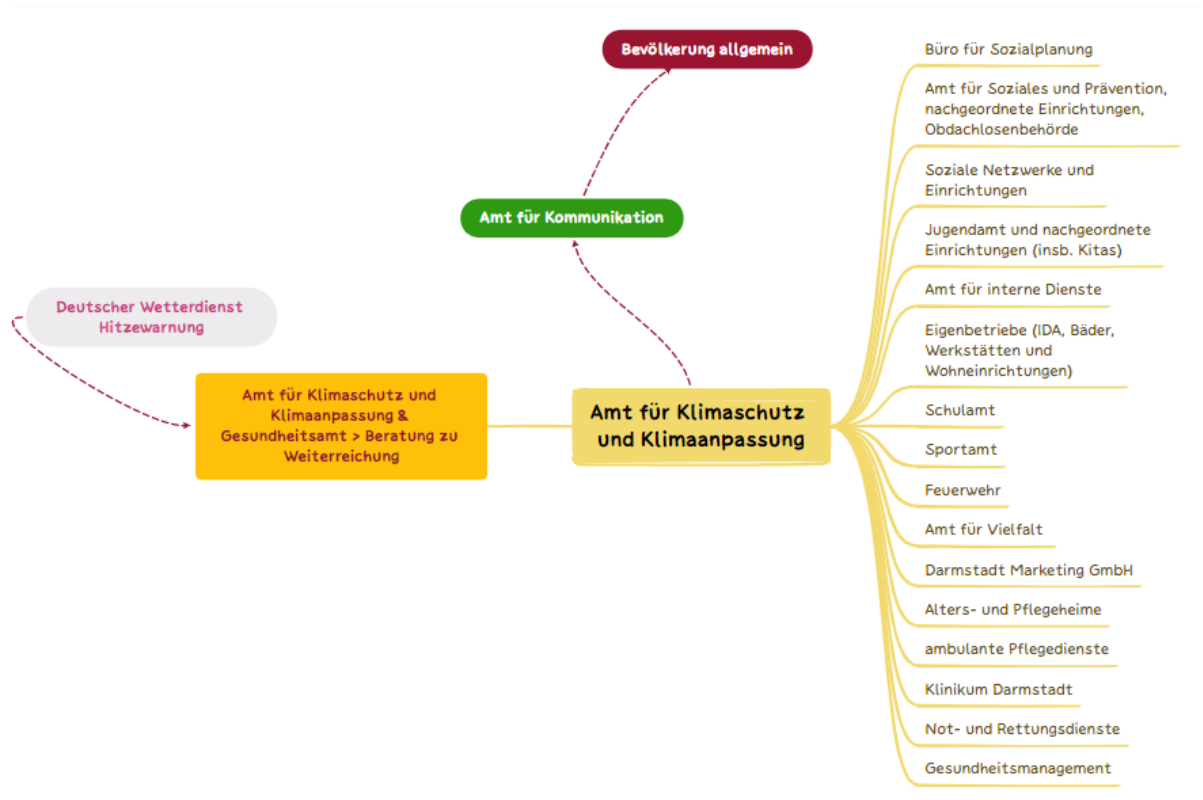 Bevölkerung allgemein
Amt für Kommunikation
Deutscher Wetterdienst
Hitzewarnung
Amt für Klimaschutz und
Klimaanpassung &
Gesundheitsamt > Beratung zu
Weiterreichung
Amt für Klimaschutz
und Klimaanpassung
Büro für Sozialplanung
Amt für Soziales und Prävention,
nachgeordnete Einrichtungen,
Obdachlosenbehörde
Soziale Netzwerke und
Einrichtungen
Jugendamt und nachgeordnete
Einrichtungen (insb. Kitas)
Amt für interne Dienste
Eigenbetriebe (IDA, Bäder,
Werkstätten und
Wohneinrichtungen)
Schulamt
Sportamt
Feuerwehr
Amt für Vielfalt
Darmstadt Marketing GmbH
Alters- und Pflegeheime
ambulante Pflegedienste
Klinikum Darmstadt
Not- und Rettungsdienste
Gesundheitsmanagement